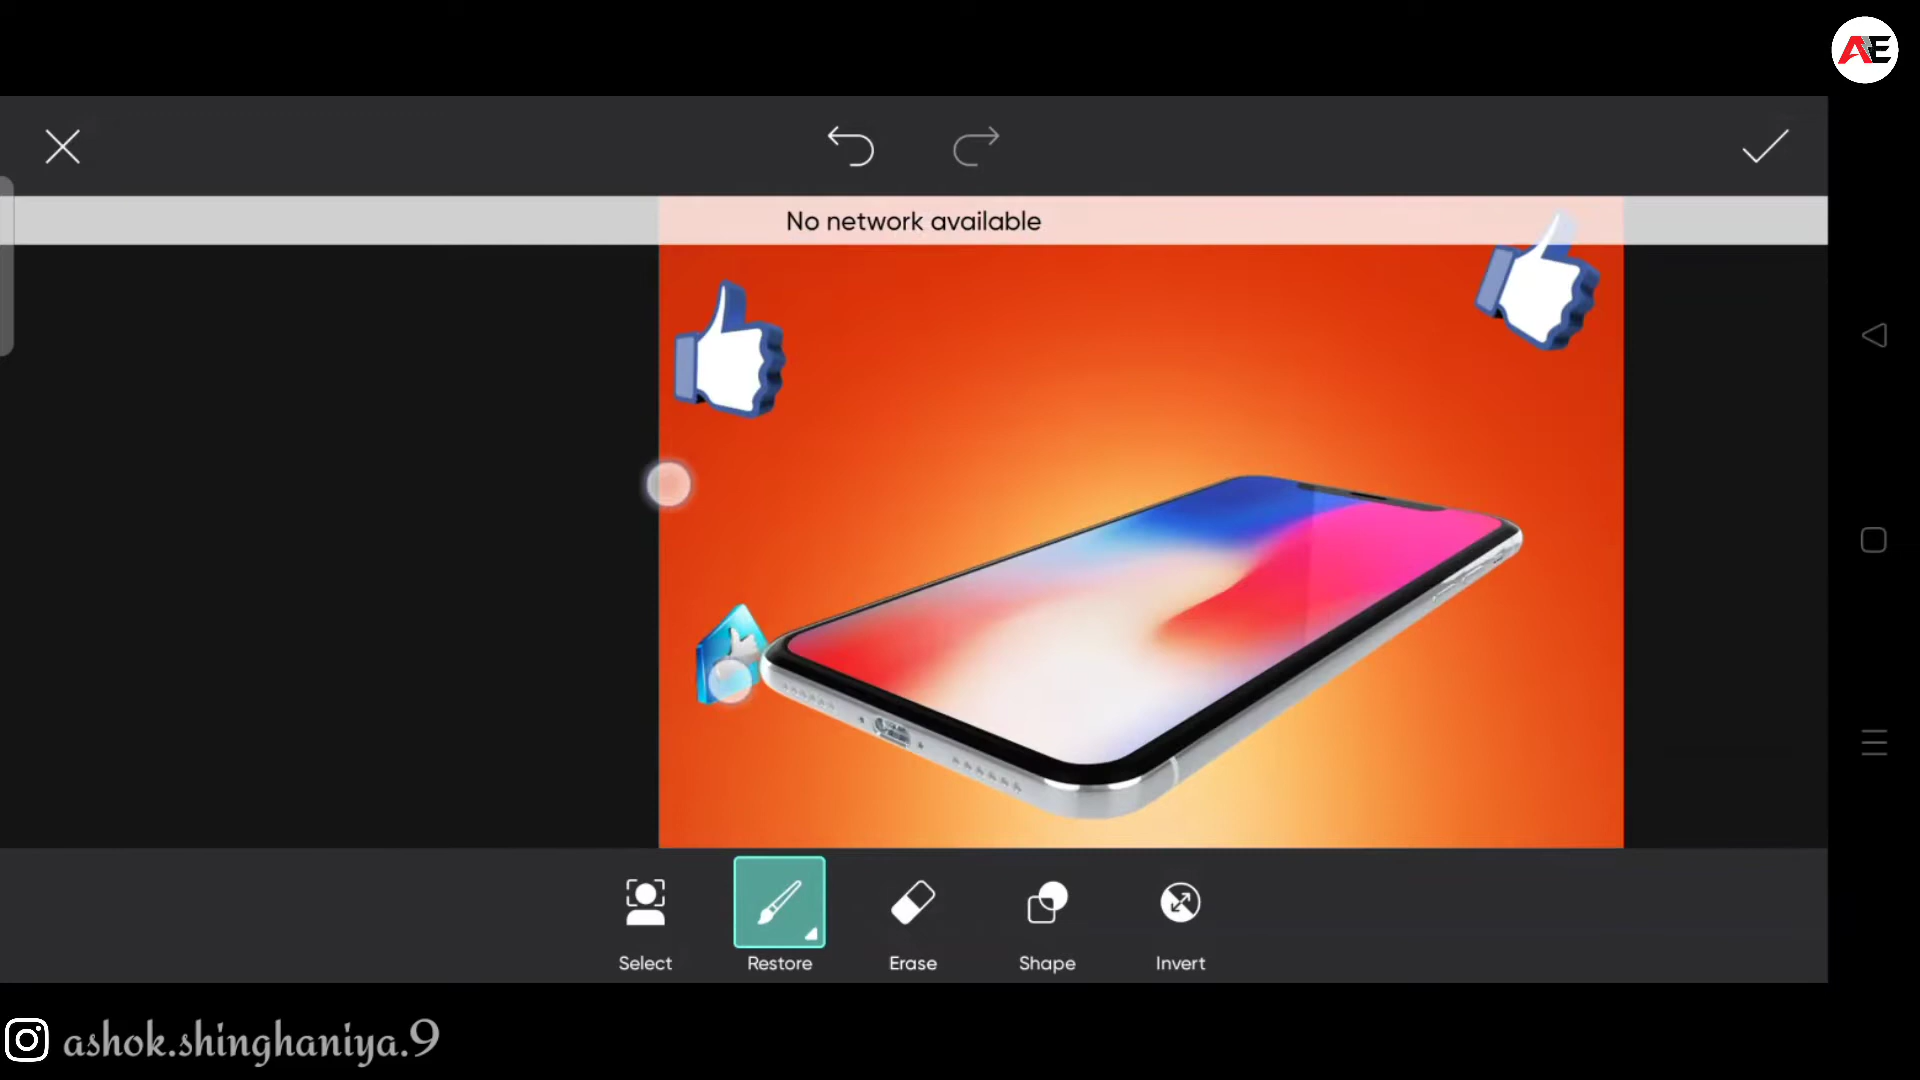 AE
No network available
Select
Restore
Erase
Shape
Invert
ashok.shinghaniya.9